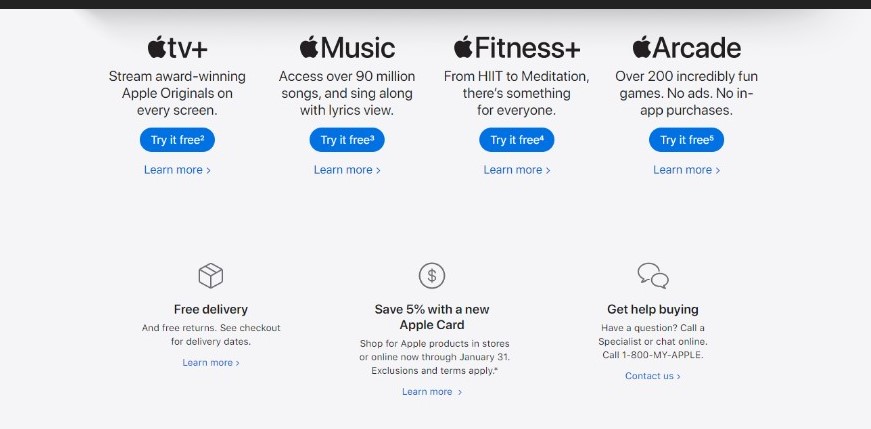 tv+
Stream award-winning
Apple Originals on
every screen.
Try it free²
Learn more >
Music
Access over 90 million
songs, and sing along
with lyrics view.
Try it free³
Learn more >
Fitness+
From HIIT to Meditation,
there's something
for everyone.
Try it free⁴
Learn more >
Arcade
Over 200 incredibly fun
games. No ads. No in-
app purchases.
Try it free⁵
Learn more >
Free delivery
And free returns. See checkout
for delivery dates.
Learn more >
Save 5% with a new
Apple Card
Shop for Apple products in stores
or online now through January 31.
Exclusions and terms apply.*
Learn more >
Get help buying
Have a question? Call a
Specialist or chat online.
Call 1-800-MY-APPLE.
Contact us >